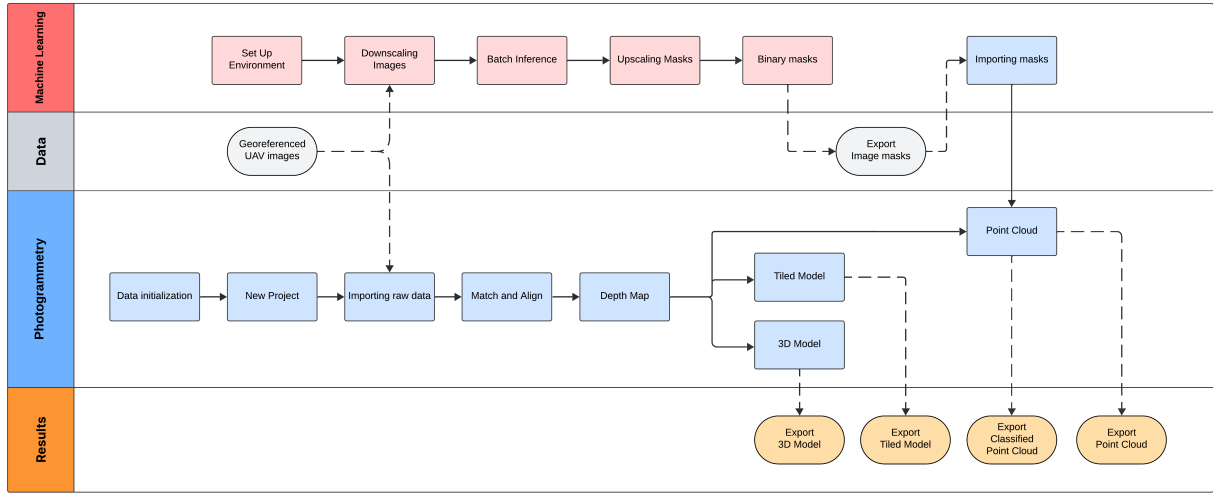 Machine Learning
Set Up
Environment
Downscaling
Images
Batch Inference
Upscaling Masks
Binary masks
Importing masks
Data
Georeferenced
UAV images
Export
Image masks
Photogrammetry
Data initialization
New Project
Importing raw data
Match and Align
Depth Map
Tiled Model
3D Model
Point Cloud
Results
Export
3D Model
Export
Tiled Model
Export
Classified
Point Cloud
Export
Point Cloud